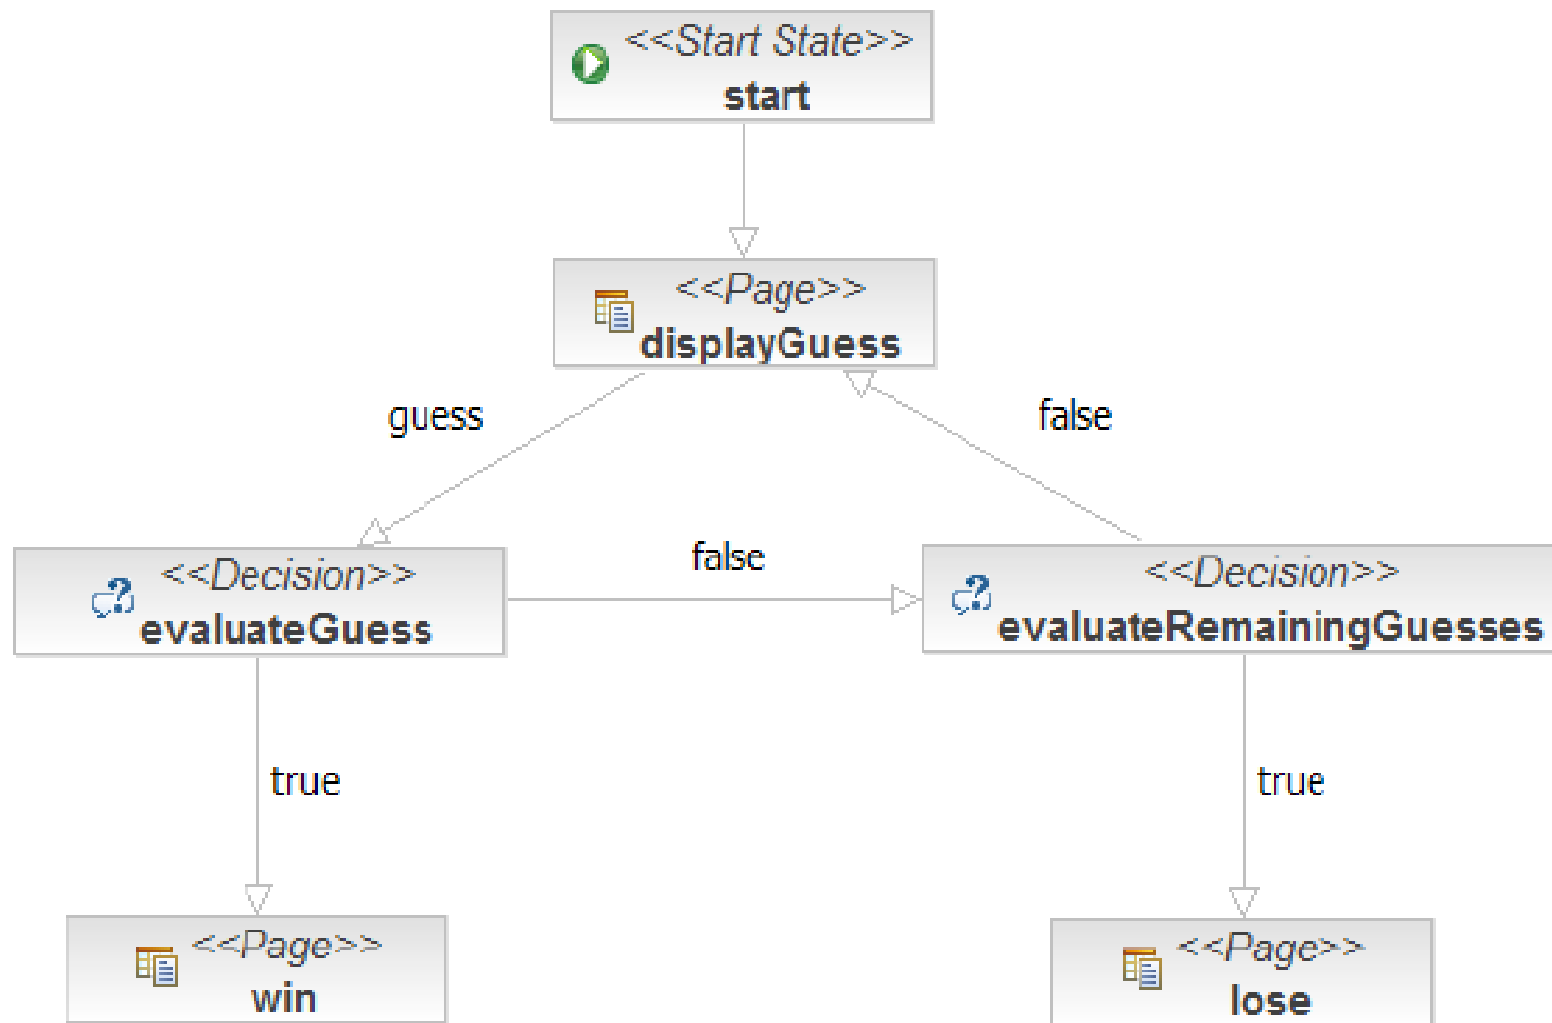 <<Start State>>
start
<<Page>>
displayGuess
guess
false
<<Decision>>
evaluateGuess
false
<<Decision>>
evaluateRemainingGuesses
true
true
<<Page>>
win
<<Page>>
lose